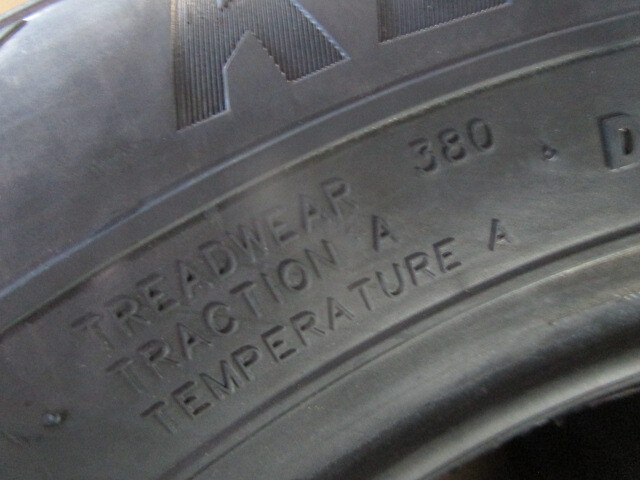 TREADWEAR 380
TRACTION A
TEMPERATURE A
D